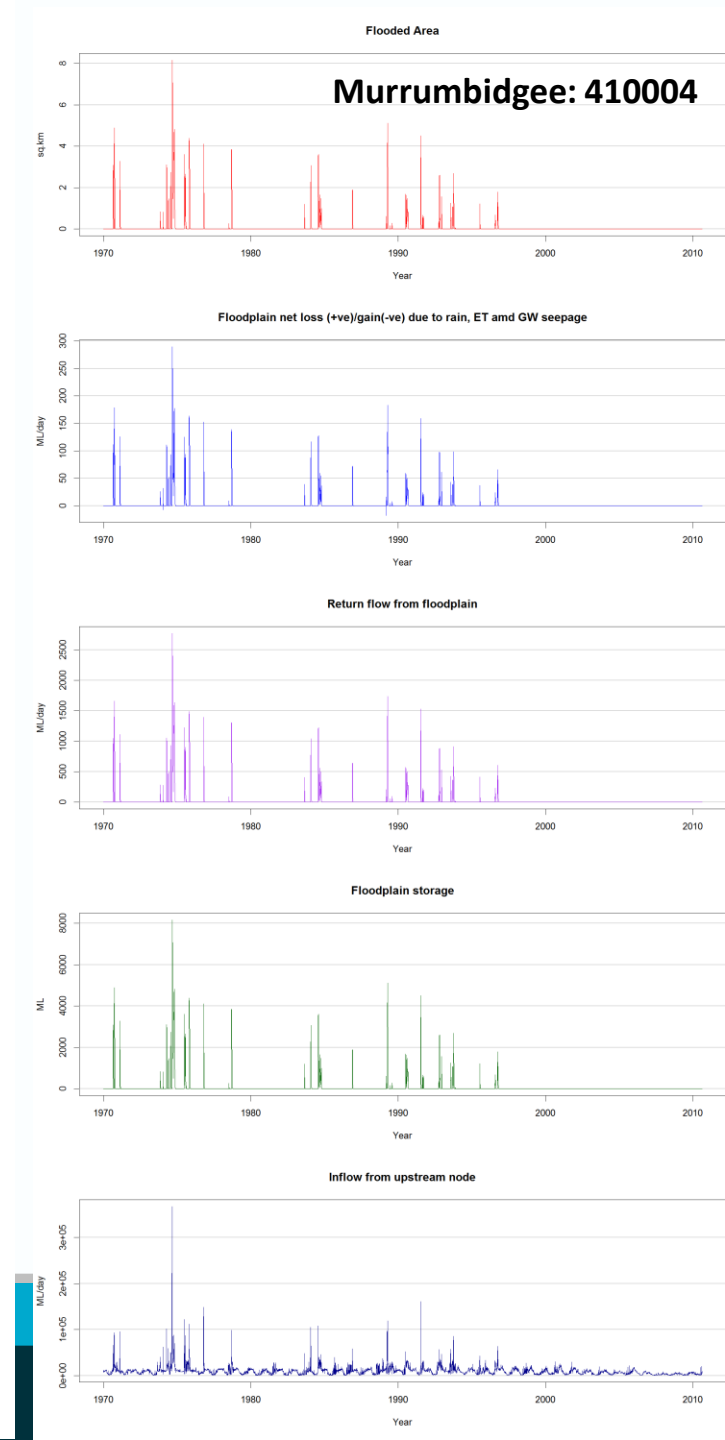 Flooded Area
Murrumbidgee: 410004
8
6
4
2
0
sq.km
1970 1980 1990 2000 2010
Year
Floodplain net loss (+ve)/gain(-ve) due to rain, ET amd GW seepage
300
250
200
150
100
50
0
ML/day
1970 1980 1990 2000 2010
Year
Return flow from floodplain
2500
2000
1500
1000
500
0
ML/day
1970 1980 1990 2000 2010
Year
Floodplain storage
8000
6000
4000
2000
0
ML
1970 1980 1990 2000 2010
Year
Inflow from upstream node
3e+05
2e+05
1e+05
0e+00
ML/day
1970 1980 1990 2000 2010
Year